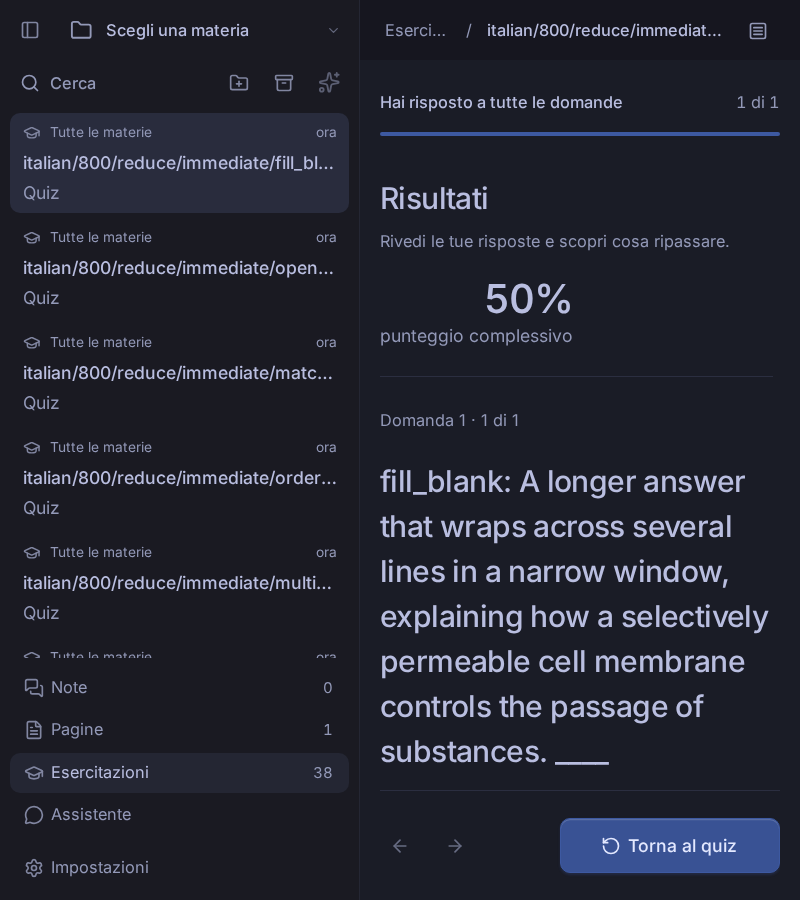 Scegli una materia
Cerca
Tutte le materie ora
italian/800/reduce/immediate/fill_bl...
Quiz
Tutte le materie ora
italian/800/reduce/immediate/open...
Quiz
Tutte le materie ora
italian/800/reduce/immediate/matc...
Quiz
Tutte le materie ora
italian/800/reduce/immediate/order...
Quiz
Tutte le materie ora
italian/800/reduce/immediate/multi...
Quiz
Tutte le materie ora
Note 0
Pagine 1
Esercitazioni 38
Assistente
Impostazioni
Eserci... / italian/800/reduce/immediat...
Hai risposto a tutte le domande 1 di 1
Risultati
Rivedi le tue risposte e scopri cosa ripassare.
50%
punteggio complessivo
Domanda 1 · 1 di 1
fill_blank: A longer answer
that wraps across several
lines in a narrow window,
explaining how a selectively
permeable cell membrane
controls the passage of
substances. ____
Torna al quiz